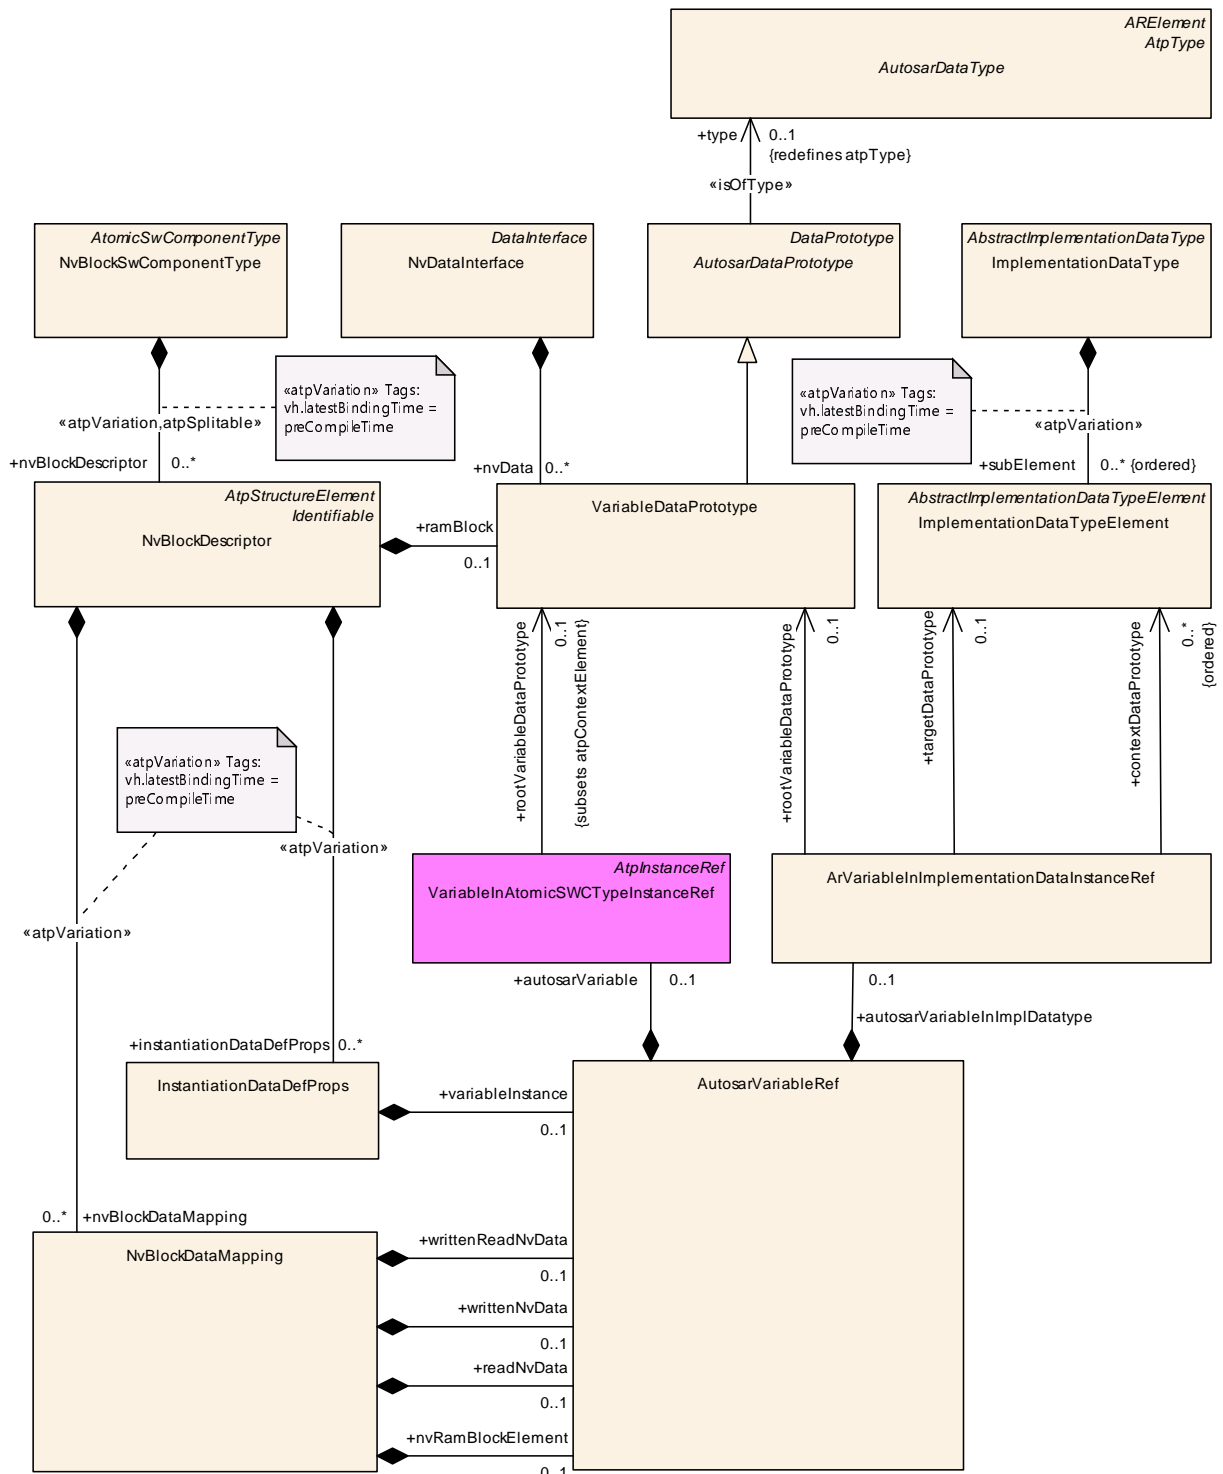 ARElement
AtpType
AutosarDataType
+type
0..1
{redefines atpType}
«isOfType»
AtomicSwComponentType
NvBlockSwComponentType
DataInterface
NvDataInterface
DataPrototype
AutosarDataPrototype
AbstractImplementationDataType
ImplementationDataType
«atpVariation» Tags:
vh.latestBindingTime =
preCompileTime
«atpVariation,atpSplitable»
«atpVariation» Tags:
vh.latestBindingTime =
preCompileTime
«atpVariation»
+nvBlockDescriptor
0..*
+nvData
0..*
+subElement
0..* {ordered}
AtpStructureElement
Identifiable
NvBlockDescriptor
+ramBlock
0..1
VariableDataPrototype
AbstractImplementationDataTypeElement
ImplementationDataTypeElement
+rootVariableDataPrototype
0..1
{subsets atpContextElement}
+rootVariableDataPrototype
0..1
+targetDataPrototype
0..1
+contextDataPrototype
0..*
{ordered}
«atpVariation» Tags:
vh.latestBindingTime =
preCompileTime
«atpVariation»
«atpVariation»
AtpInstanceRef
VariableInAtomicSWCTypeInstanceRef
ArVariableInImplementationDataInstanceRef
+autosarVariable
0..1
0..1
+autosarVariableInImplDatatype
+instantiationDataDefProps
0..*
InstantiationDataDefProps
+variableInstance
0..1
AutosarVariableRef
0..*
+nvBlockDataMapping
NvBlockDataMapping
+writtenReadNvData
0..1
+writtenNvData
0..1
+readNvData
0..1
+nvRamBlockElement
0..1